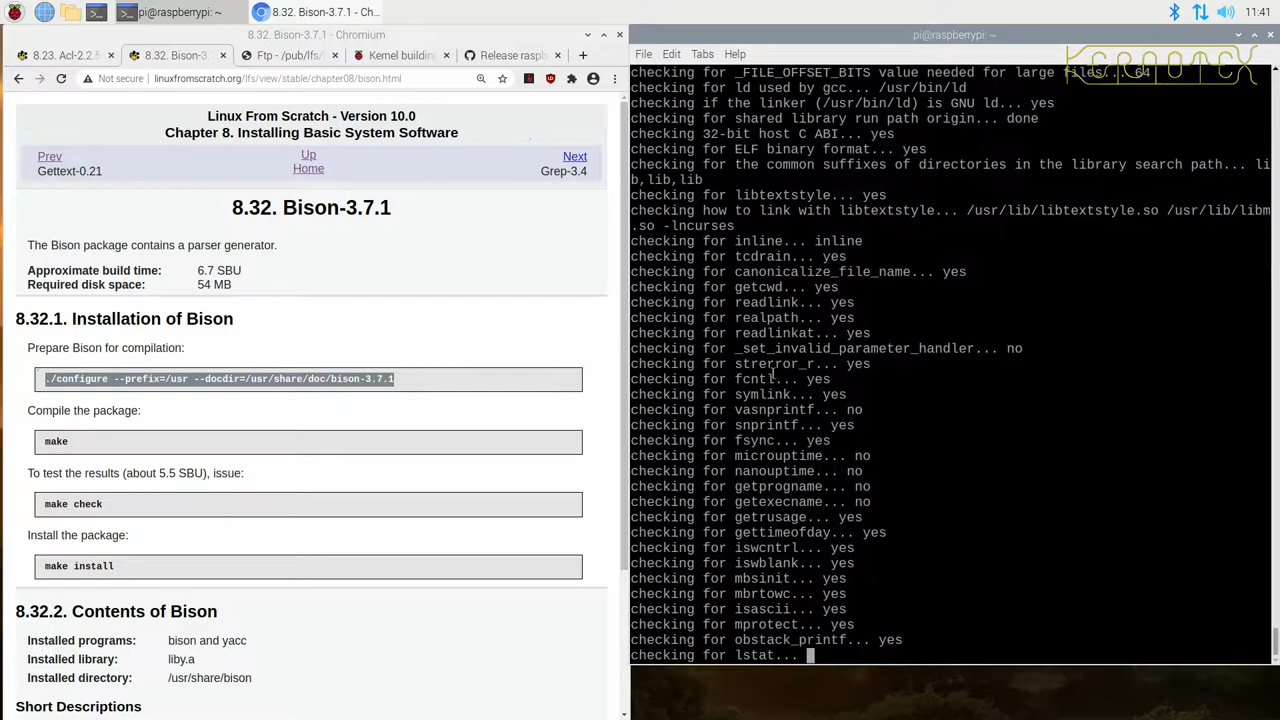 pi@raspberrypi: ~
8.32. Bison-3.7.1 - Ch...
11:41
8.32. Bison-3.7.1 - Chromium
8.23. Acl-2.2.5
8.32. Bison-3.7
Ftp - /pub/lfs/
Kernel building
Release raspb
Not secure
linuxfromscratch.org/lfs/view/stable/chapter08/bison.html
Linux From Scratch - Version 10.0
Chapter 8. Installing Basic System Software
Prev
Up
Next
Gettext-0.21
Home
Grep-3.4
8.32. Bison-3.7.1
The Bison package contains a parser generator.
Approximate build time: 6.7 SBU
Required disk space: 54 MB
8.32.1. Installation of Bison
Prepare Bison for compilation:
./configure --prefix=/usr --docdir=/usr/share/doc/bison-3.7.1
Compile the package:
make
To test the results (about 5.5 SBU), issue:
make check
Install the package:
make install
8.32.2. Contents of Bison
Installed programs: bison and yacc
Installed library: liby.a
Installed directory: /usr/share/bison
Short Descriptions
pi@raspberrypi: ~
File Edit Tabs Help
checking for _FILE_OFFSET_BITS value needed for large files... 64
checking for ld used by gcc... /usr/bin/ld
checking if the linker (/usr/bin/ld) is GNU ld... yes
checking for shared library run path origin... done
checking 32-bit host C ABI... yes
checking for ELF binary format... yes
checking for the common suffixes of directories in the library search path... li
b,lib,lib
checking for libtextstyle... yes
checking how to link with libtextstyle... /usr/lib/libtextstyle.so /usr/lib/libm
.so -lncurses
checking for inline... inline
checking for tcdrain... yes
checking for canonicalize_file_name... yes
checking for getcwd... yes
checking for readlink... yes
checking for realpath... yes
checking for readlinkat... yes
checking for _set_invalid_parameter_handler... no
checking for strerror_r... yes
checking for fcntl... yes
checking for symlink... yes
checking for vasnprintf... no
checking for snprintf... yes
checking for fsync... yes
checking for microuptime... no
checking for nanouptime... no
checking for getprogname... no
checking for getexecname... no
checking for getrusage... yes
checking for gettimeofday... yes
checking for iswcntrl... yes
checking for iswblank... yes
checking for mbsinit... yes
checking for mbrtowc... yes
checking for isascii... yes
checking for mprotect... yes
checking for obstack_printf... yes
checking for lstat...